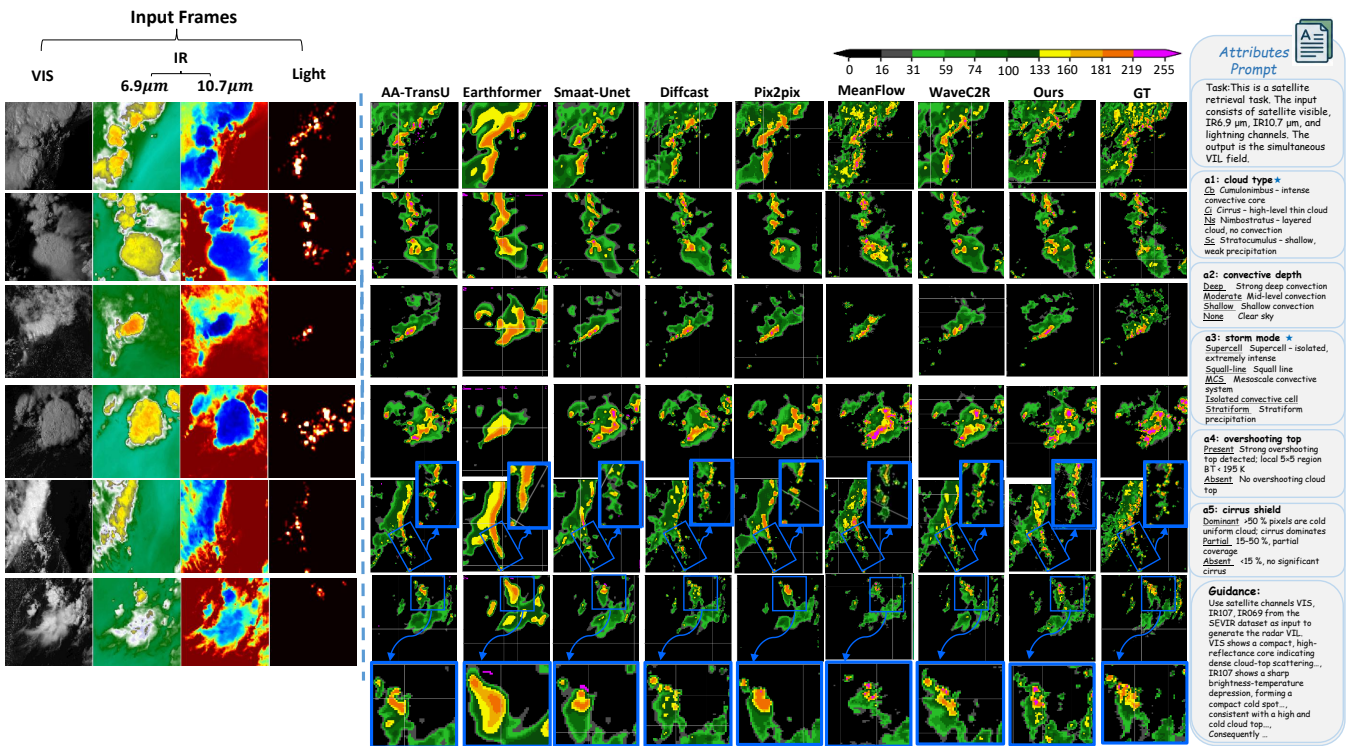 Input Frames
VIS
IR
6.9μm
10.7μm
Light
0 16 31 59 74 100 133 160 181 219 255
AA-TransU Earthformer Smaat-Unet Diffcast Pix2pix MeanFlow WaveC2R Ours GT
Attributes
Prompt
Task:This is a satellite
retrieval task. The input
consists of satellite visible,
IR6.9 μm, IR10.7 μm, and
lightning channels. The
output is the simultaneous
VIL field.
a1: cloud type★
Cb Cumulonimbus – intense
convective core
Ci Cirrus – high-level thin cloud
Ns Nimbostratus – layered
cloud, no convection
Sc Stratocumulus – shallow,
weak precipitation
a2: convective depth
Deep Strong deep convection
Moderate Mid-level convection
Shallow Shallow convection
None Clear sky
a3: storm mode ★
Supercell Supercell – isolated,
extremely intense
Squall-line Squall line
MCS Mesoscale convective
system
Isolated convective cell
Stratiform Stratiform
precipitation
a4: overshooting top
Present Strong overshooting
top detected; local 5×5 region
BT < 195 K
Absent No overshooting cloud
top
a5: cirrus shield
Dominant >50 % pixels are cold
uniform cloud; cirrus dominates
Partial 15–50 %, partial
coverage
Absent <15 %, no significant
cirrus
Guidance:
Use satellite channels VIS,
IR107, IR069 from the
SEVIR dataset as input to
generate the radar VIL.
VIS shows a compact, high-
reflectance core indicating
dense cloud-top scattering...,
IR107 shows a sharp
brightness-temperature
depression, forming a
compact cold spot...,
consistent with a high and
cold cloud top...,
Consequently ...